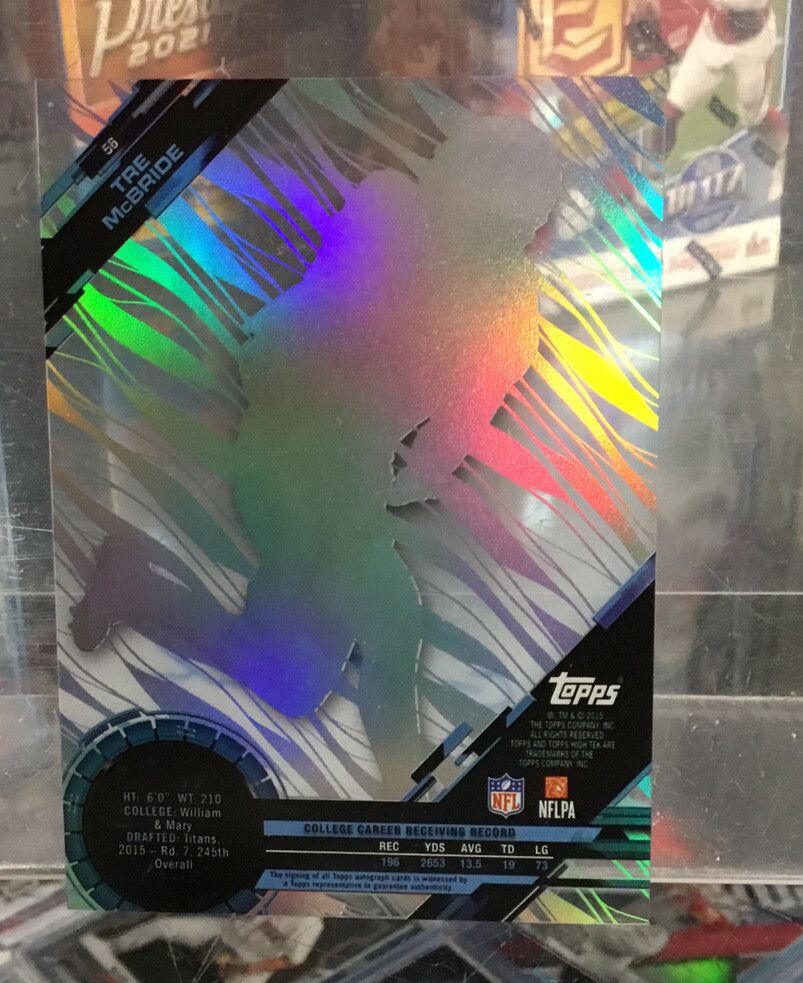 Prest
2021
56
TRE
McBRIDE
topps
®, TM & © 2015
THE TOPPS COMPANY, INC.
ALL RIGHTS RESERVED.
TOPPS AND TOPPS HIGH TEK ARE
TRADEMARKS OF THE
TOPPS COMPANY, INC.
NFL
NFLPA
HT: 6'0" WT: 210
COLLEGE: William
& Mary
DRAFTED: Titans,
2015 – Rd. 7, 245th
Overall
COLLEGE CAREER RECEIVING RECORD
REC YDS AVG TD LG
196 2653 13.5 19 73
The signing of all Topps autograph cards is witnessed by
a Topps representative to guarantee authenticity.